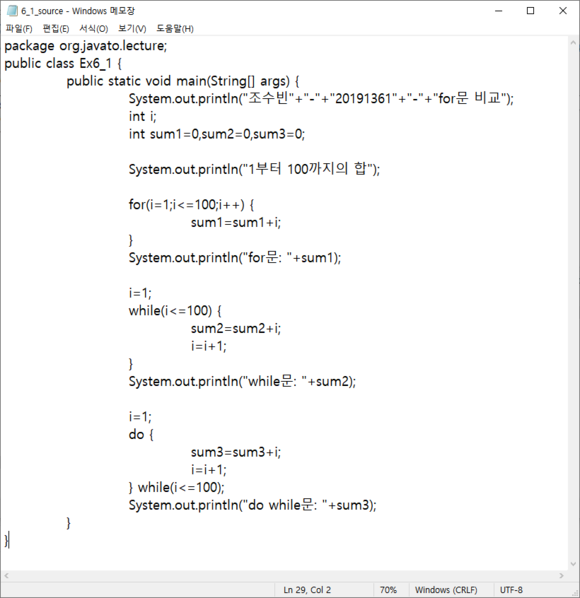 6_1_source - Windows 메모장
파일(F) 편집(E) 서식(O) 보기(V) 도움말(H)
package org.javato.lecture;
public class Ex6_1 {
public static void main(String[] args) {
System.out.println("조수빈"+"-"+"20191361"+"-"+"for문 비교");
int i;
int sum1=0,sum2=0,sum3=0;
System.out.println("1부터 100까지의 합");
for(i=1;i<=100;i++) {
sum1=sum1+i;
}
System.out.println("for문: "+sum1);
i=1;
while(i<=100) {
sum2=sum2+i;
i=i+1;
}
System.out.println("while문: "+sum2);
i=1;
do {
sum3=sum3+i;
i=i+1;
} while(i<=100);
System.out.println("do while문: "+sum3);
}
}
Ln 29, Col 2 70% Windows (CRLF) UTF-8